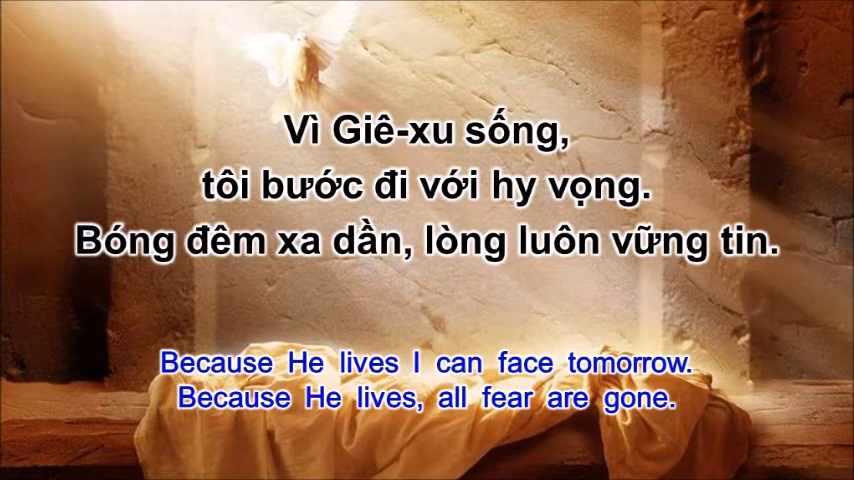 Vì Giê-xu sống,
tôi bước đi với hy vọng.
Bóng đêm xa dần, lòng luôn vững tin.
Because He lives I can face tomorrow.
Because He lives, all fear are gone.